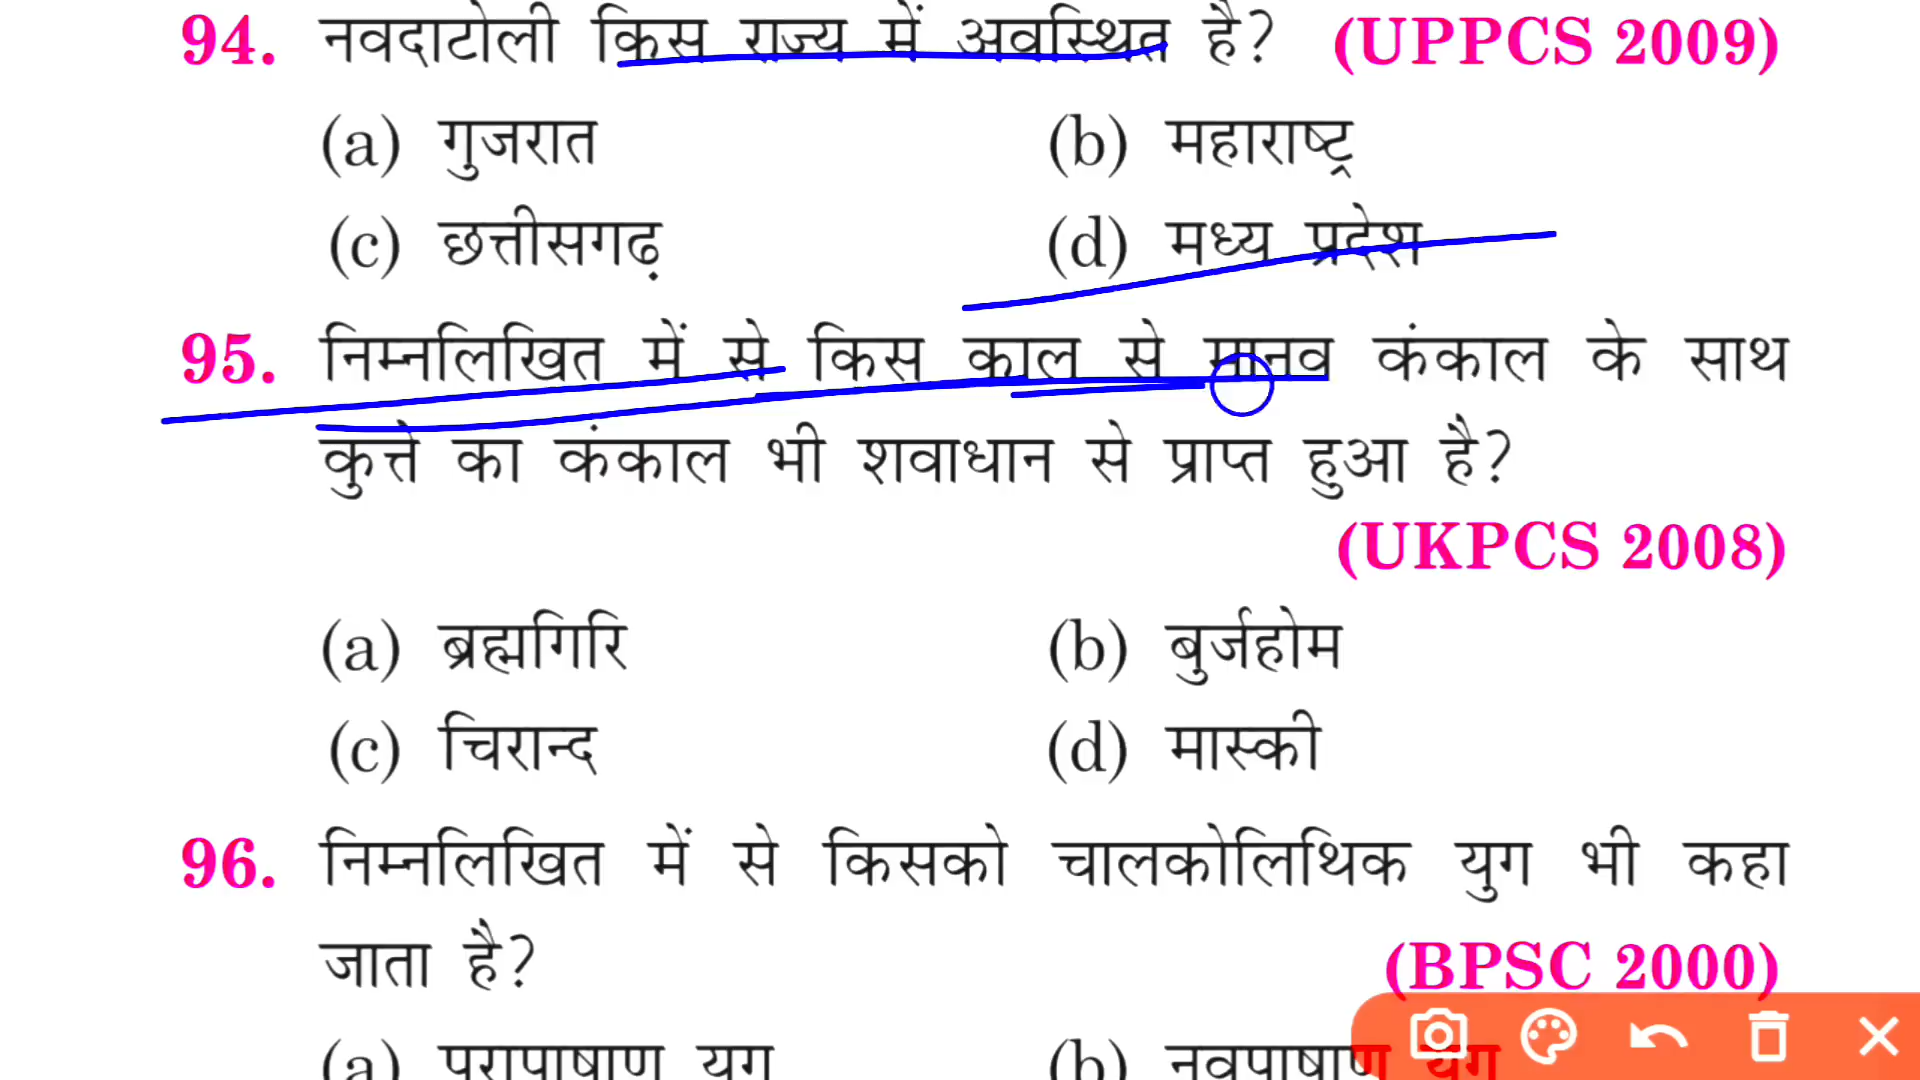 94. नवदाटोली किस राज्य में अवस्थित है? (UPPCS 2009)
(a) गुजरात (b) महाराष्ट्र
(c) छत्तीसगढ़ (d) मध्य प्रदेश
95. निम्नलिखित में से किस काल से मानव कंकाल के साथ
कुत्ते का कंकाल भी शवाधान से प्राप्त हुआ है?
(UKPCS 2008)
(a) ब्रह्मगिरि (b) बुर्जहोम
(c) चिरान्द (d) मास्की
96. निम्नलिखित में से किसको चालकोलिथिक युग भी कहा
जाता है? (BPSC 2000)
(a) पुरापाषाण युग (b) नवपाषाण युग